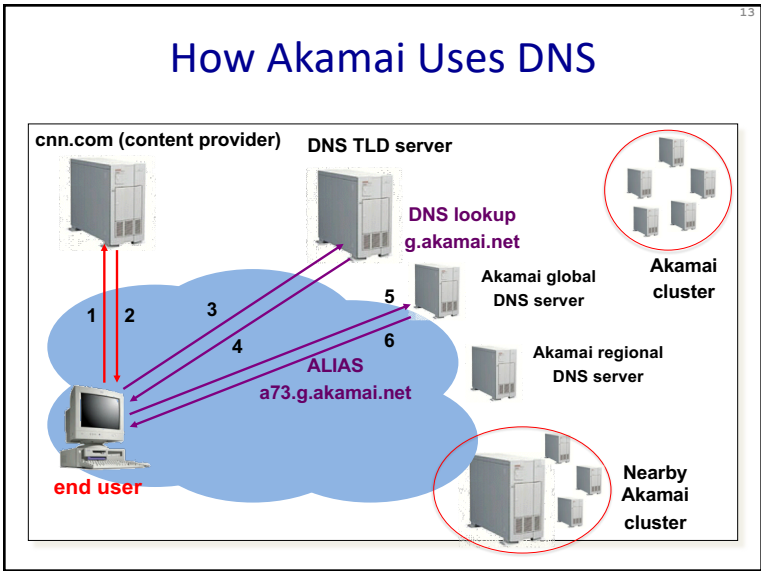 13
How Akamai Uses DNS
cnn.com (content provider)
DNS TLD server
DNS lookup
g.akamai.net
Akamai
cluster
Akamai global
DNS server
1
2
3
4
5
6
ALIAS
a73.g.akamai.net
Akamai regional
DNS server
end user
Nearby
Akamai
cluster